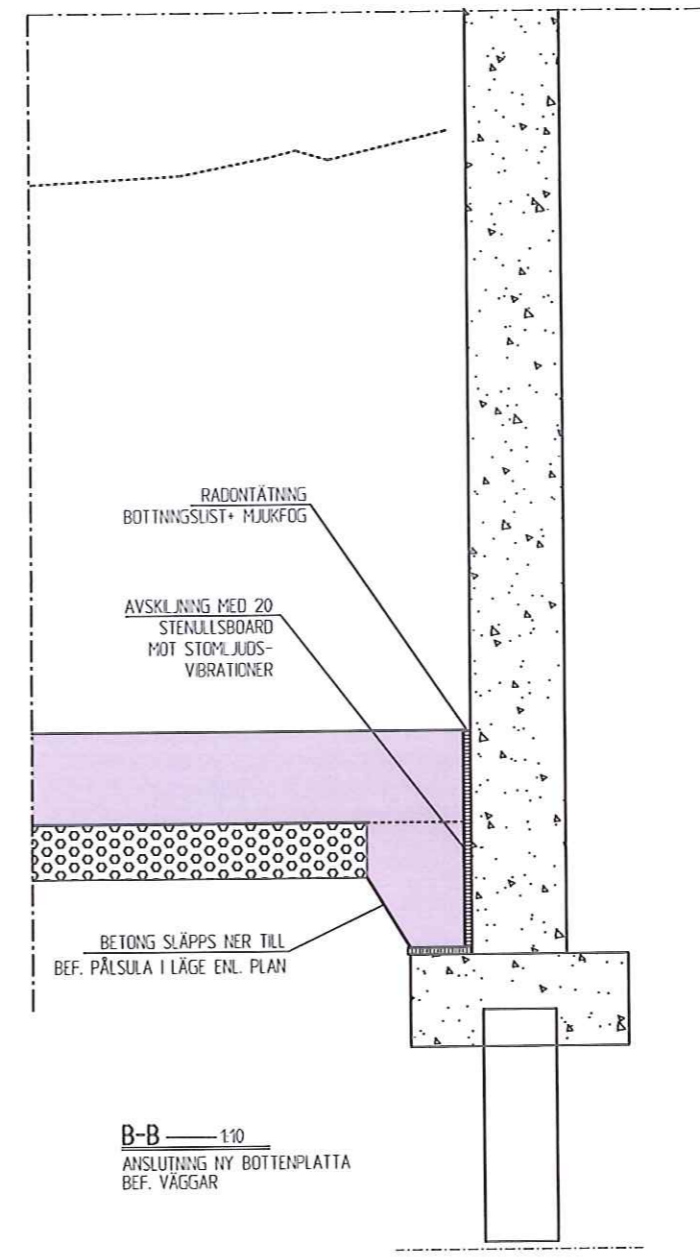 RADONTÄTNING
BOTTNINGSLIST+ MJUKFOG
AVSKILJNING MED 20
STENULLSBOARD
MOT STOMLJUDS-
VIBRATIONER
BETONG SLÄPPS NER TILL
BEF. PÅLSULA I LÄGE ENL. PLAN
B-B 1:10
ANSLUTNING NY BOTTENPLATTA
BEF. VÄGGAR